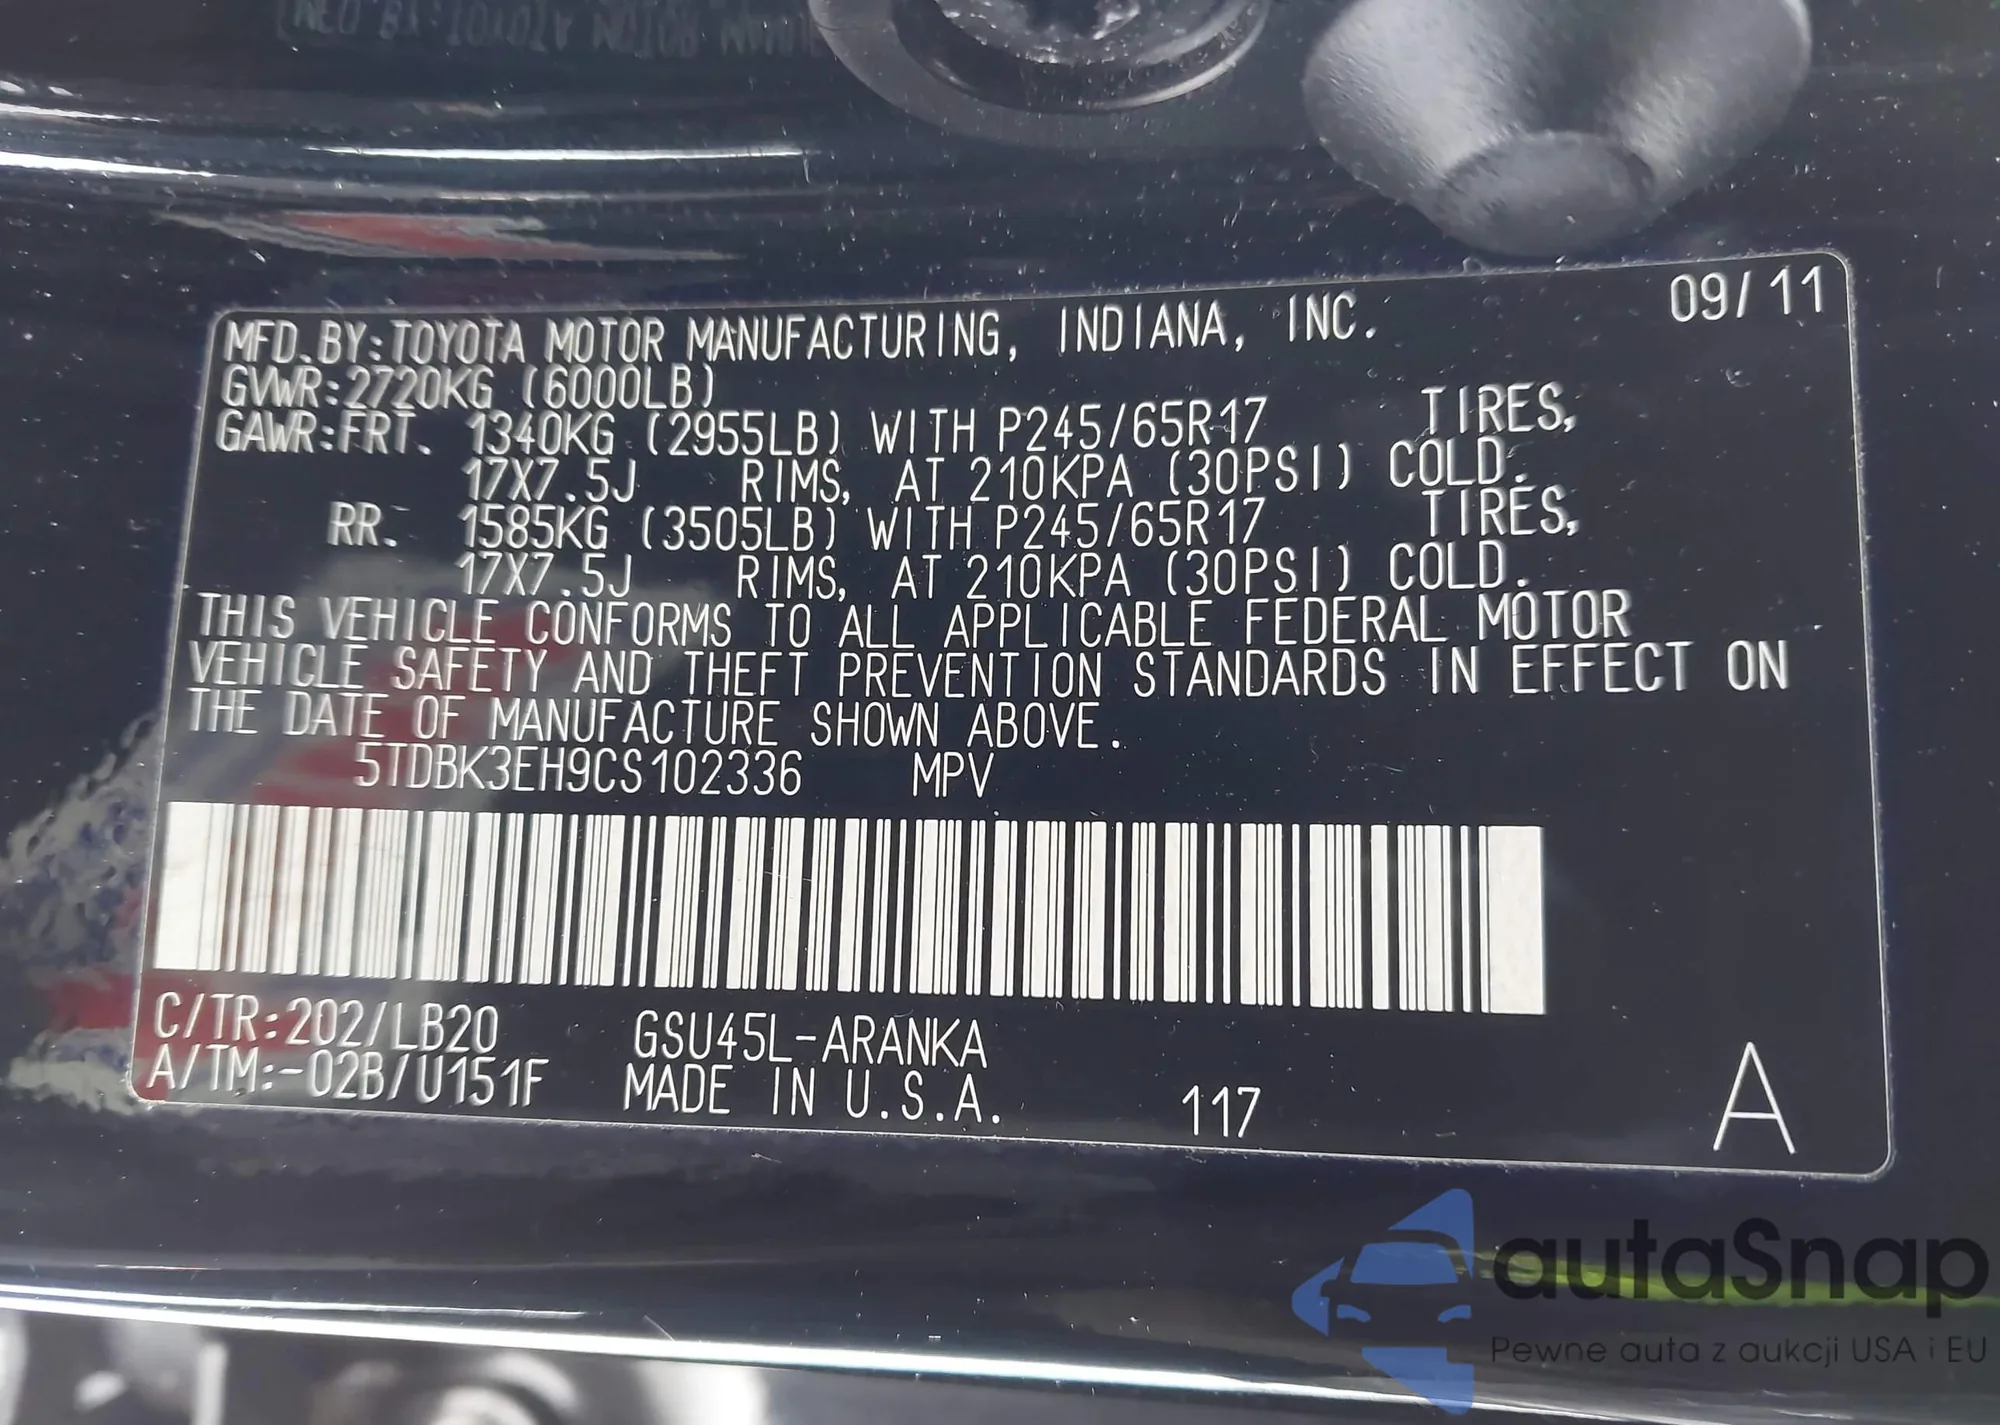 MFD.BY:TOYOTA MOTOR MANUFACTURING, INDIANA, INC. 09/11
GVWR:2720KG (6000LB)
GAWR:FRT. 1340KG (2955LB) WITH P245/65R17 TIRES,
17X7.5J RIMS, AT 210KPA (30PSI) COLD.
RR. 1585KG (3505LB) WITH P245/65R17 TIRES,
17X7.5J RIMS, AT 210KPA (30PSI) COLD.
THIS VEHICLE CONFORMS TO ALL APPLICABLE FEDERAL MOTOR
VEHICLE SAFETY AND THEFT PREVENTION STANDARDS IN EFFECT ON
THE DATE OF MANUFACTURE SHOWN ABOVE.
5TDBK3EH9CS102336 MPV
C/TR:202/LB20 GSU45L-ARANKA
A/TM:-02B/U151F MADE IN U.S.A. 117 A
autaSnap
Pewne auta z aukcji USA i EU